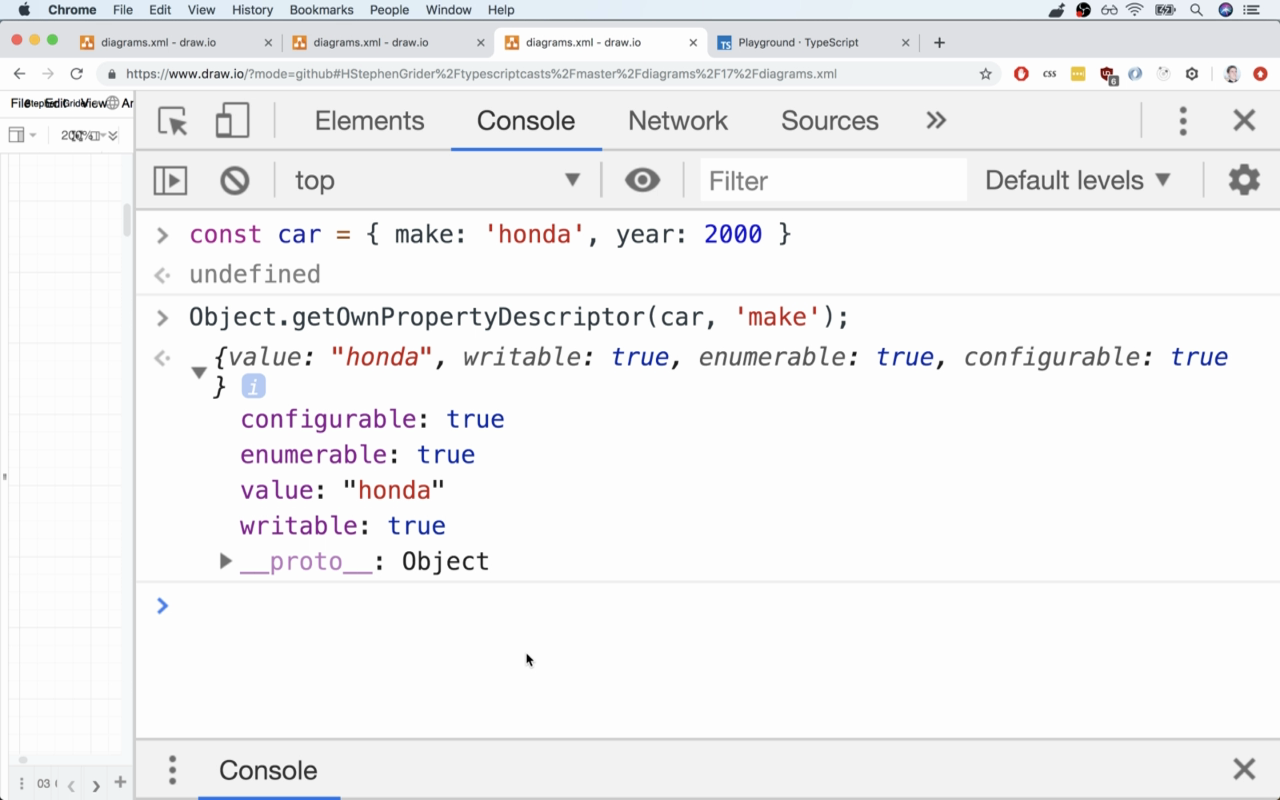 Chrome File Edit View History Bookmarks People Window Help
diagrams.xml - draw.io diagrams.xml - draw.io diagrams.xml - draw.io TS Playground · TypeScript
https://www.draw.io/?mode=github#HStephenGrider%2Ftypescriptcasts%2Fmaster%2Fdiagrams%2F17%2Fdiagrams.xml css 6
File Edit View Ar
Elements Console Network Sources »
top Filter Default levels
> const car = { make: 'honda', year: 2000 }
undefined
> Object.getOwnPropertyDescriptor(car, 'make');
{value: "honda", writable: true, enumerable: true, configurable: true
} i
configurable: true
enumerable: true
value: "honda"
writable: true
__proto__: Object
>
03
Console